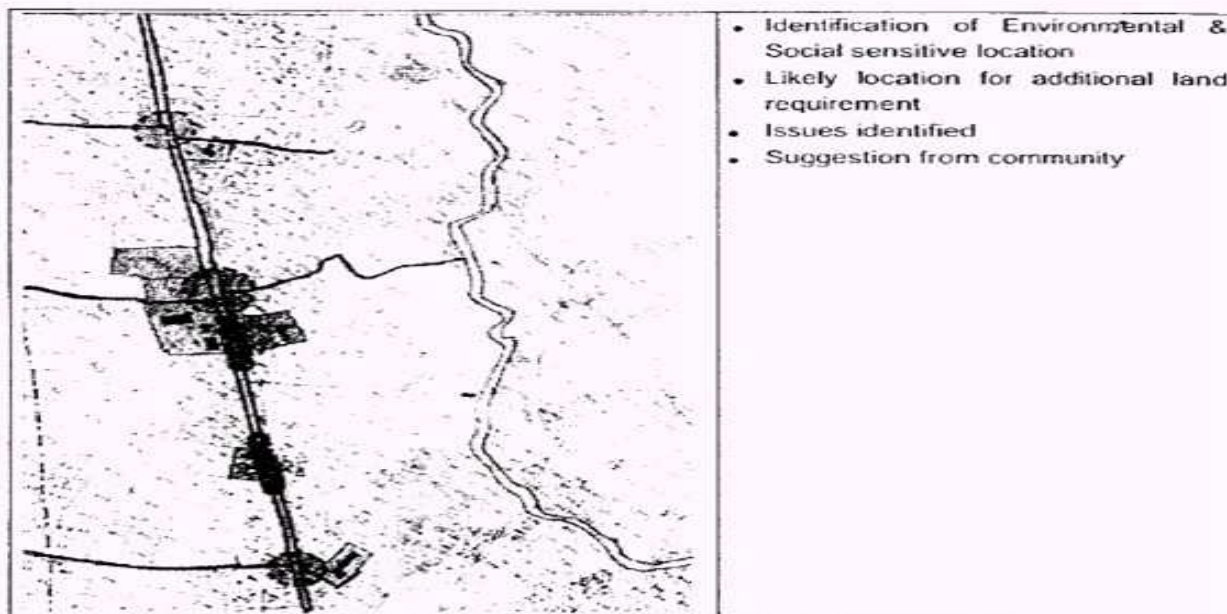 • Identification of Environmental &
Social sensitive location
• Likely location for additional land
requirement
• Issues identified
• Suggestion from community